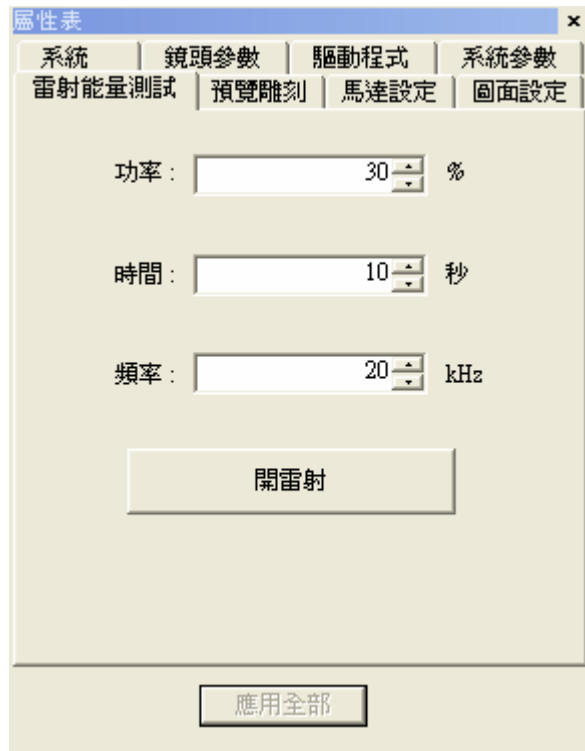 屬性表
系統 鏡頭參數 驅動程式 系統參數
雷射能量測試 預覽雕刻 馬達設定 圖面設定
功率 : 30 %
時間 : 10 秒
頻率 : 20 kHz
開雷射
應用全部